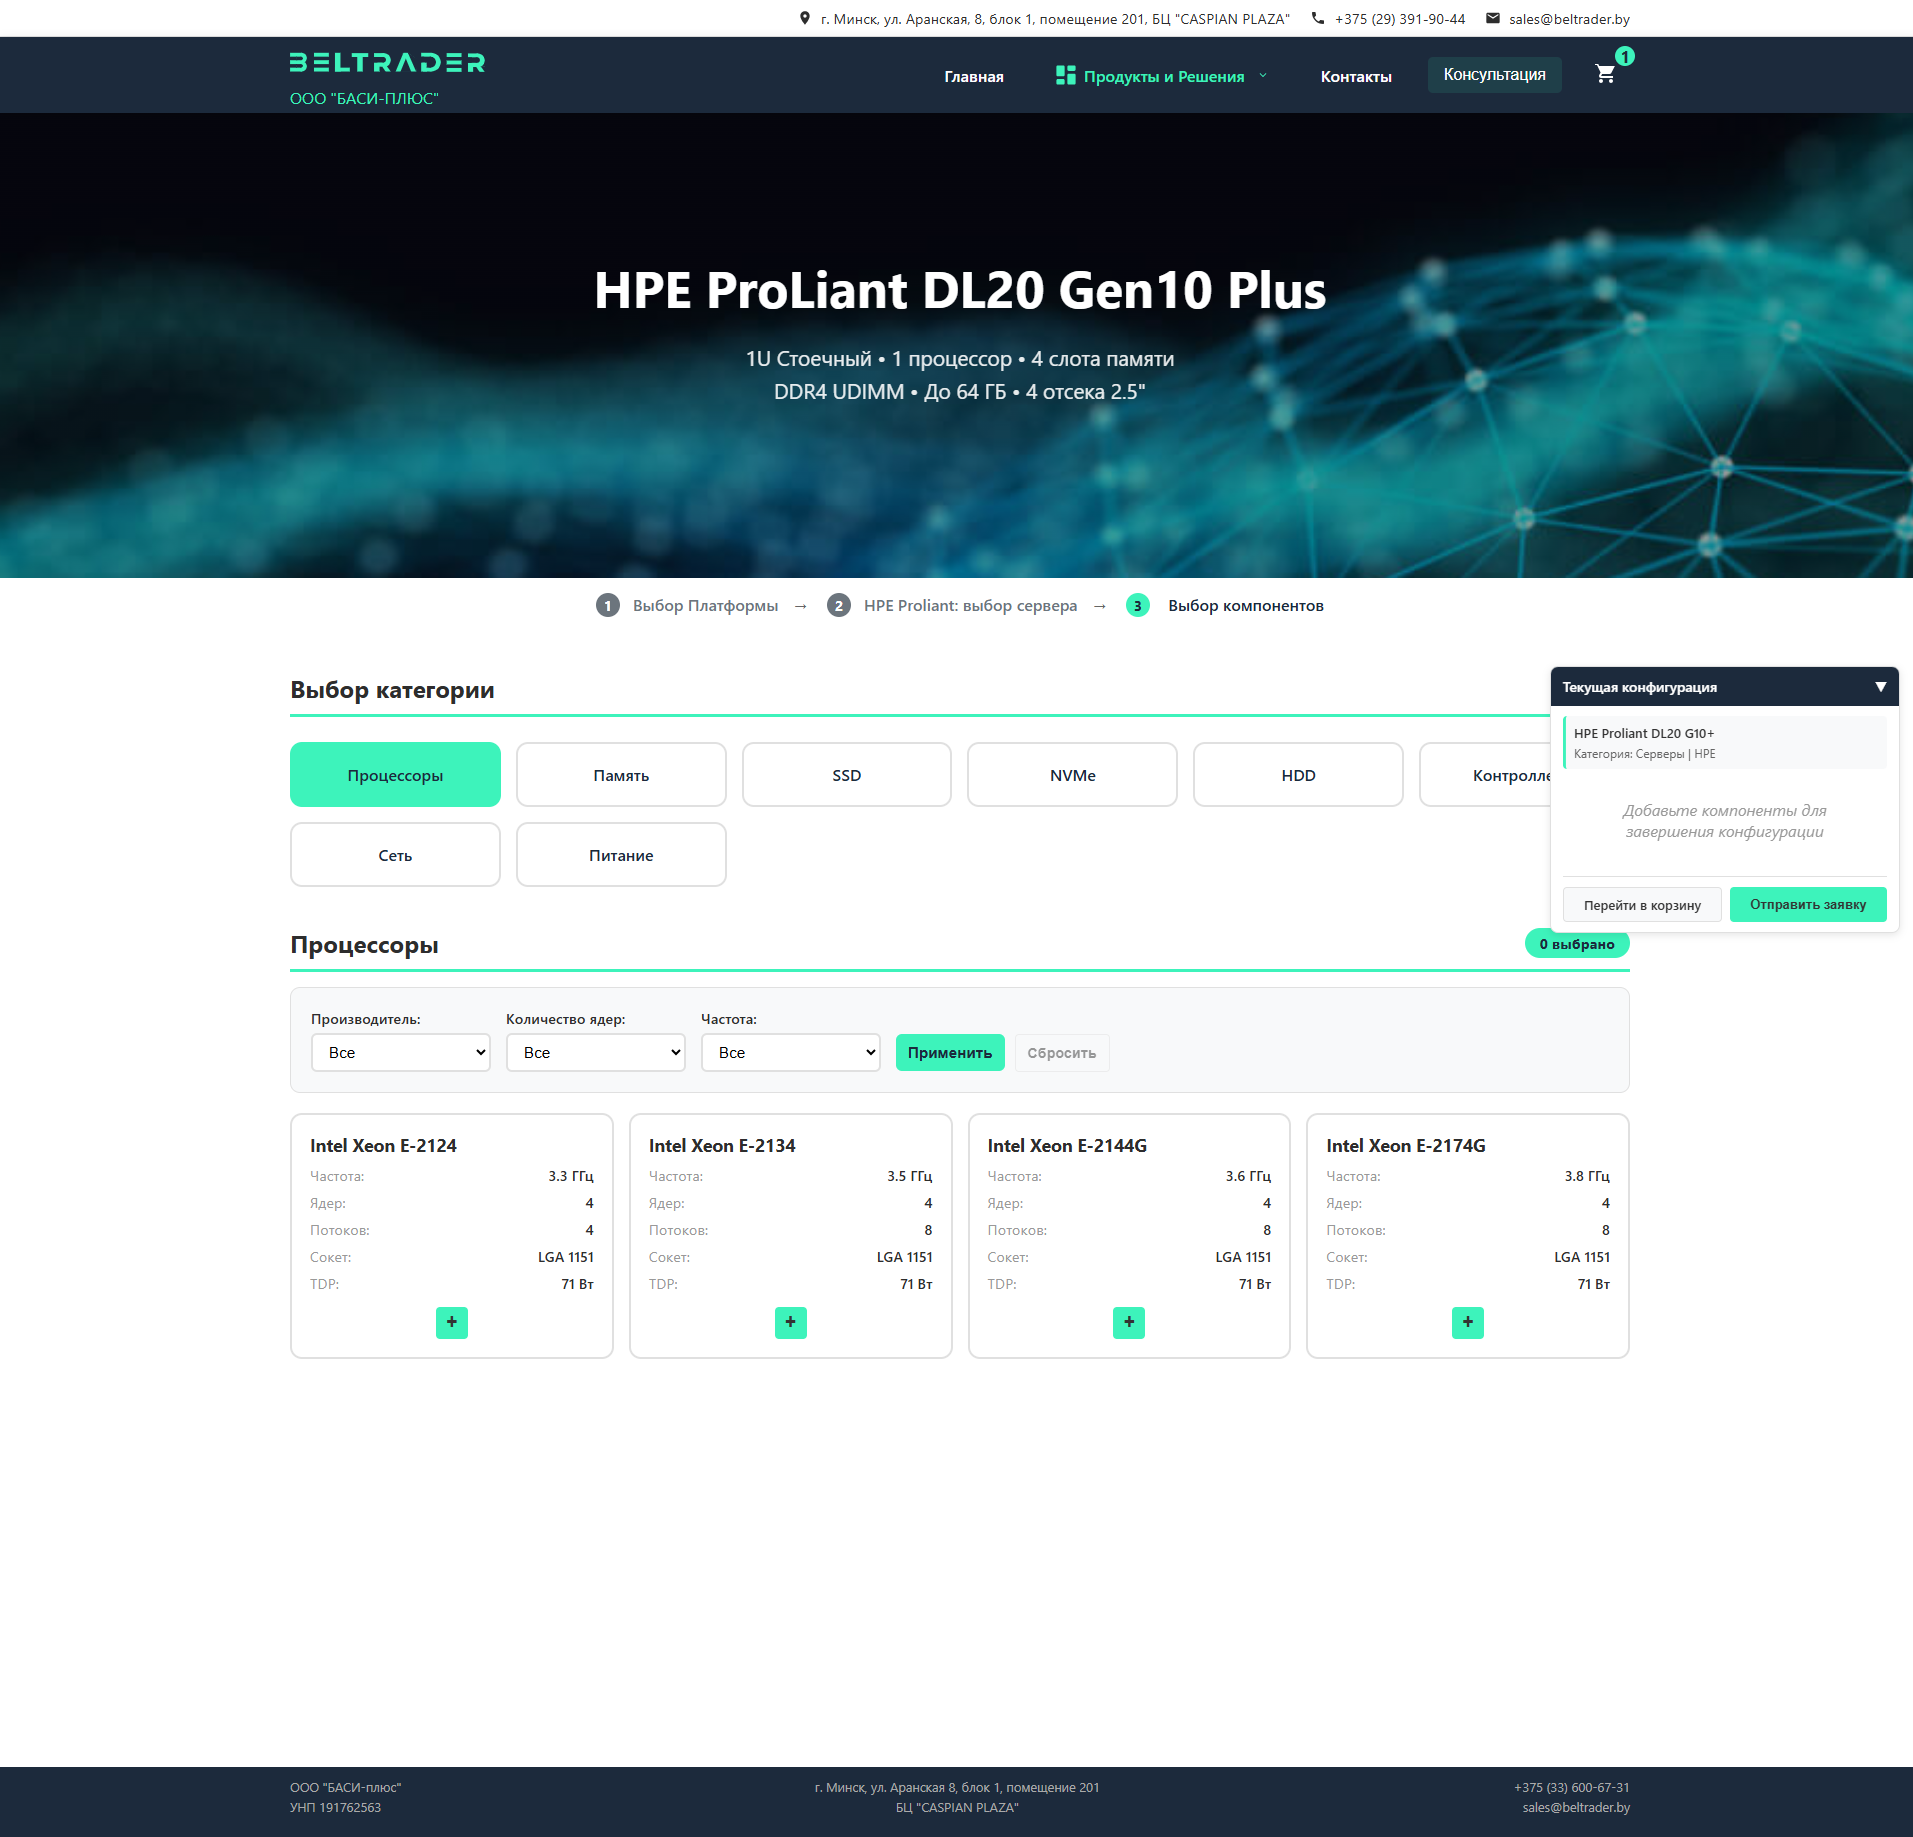 г. Минск, ул. Аранская, 8, блок 1, помещение 201, БЦ "CASPIAN PLAZA" +375 (29) 391-90-44 sales@beltrader.by
BELTRADER
ООО "БАСИ-ПЛЮС"
Главная Продукты и Решения Контакты Консультация 1
HPE ProLiant DL20 Gen10 Plus
1U Стоечный • 1 процессор • 4 слота памяти
DDR4 UDIMM • До 64 ГБ • 4 отсека 2.5"
1 Выбор Платформы → 2 HPE Proliant: выбор сервера → 3 Выбор компонентов
Выбор категории
Процессоры Память SSD NVMe HDD Контролле
Сеть Питание
Текущая конфигурация ▼
HPE Proliant DL20 G10+
Категория: Серверы | HPE
Добавьте компоненты для
завершения конфигурации
Перейти в корзину Отправить заявку
Процессоры 0 выбрано
Производитель: Количество ядер: Частота:
Все Все Все Применить Сбросить
Intel Xeon E-2124
Частота: 3.3 ГГц
Ядер: 4
Потоков: 4
Сокет: LGA 1151
TDP: 71 Вт
+
Intel Xeon E-2134
Частота: 3.5 ГГц
Ядер: 4
Потоков: 8
Сокет: LGA 1151
TDP: 71 Вт
+
Intel Xeon E-2144G
Частота: 3.6 ГГц
Ядер: 4
Потоков: 8
Сокет: LGA 1151
TDP: 71 Вт
+
Intel Xeon E-2174G
Частота: 3.8 ГГц
Ядер: 4
Потоков: 8
Сокет: LGA 1151
TDP: 71 Вт
+
ООО "БАСИ-плюс"
УНП 191762563
г. Минск, ул. Аранская 8, блок 1, помещение 201
БЦ "CASPIAN PLAZA"
+375 (33) 600-67-31
sales@beltrader.by